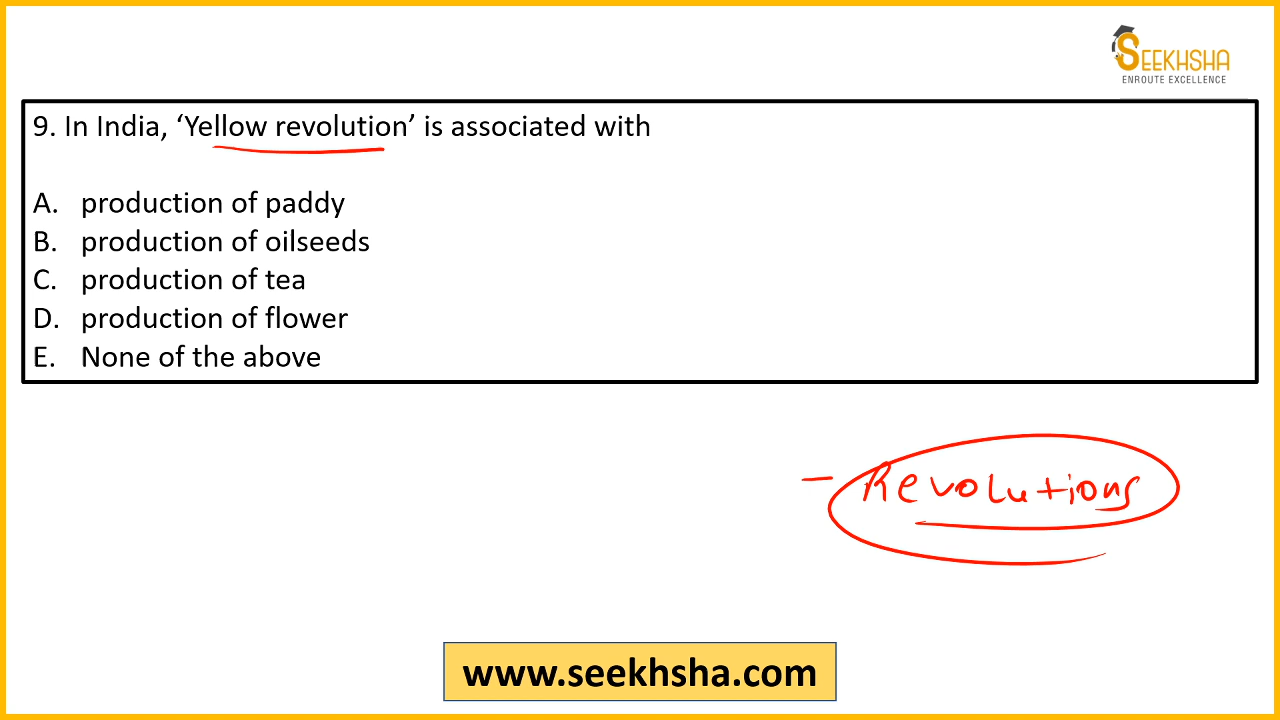 SEEKHSHA
ENROUTE EXCELLENCE
9. In India, ‘Yellow revolution’ is associated with
A. production of paddy
B. production of oilseeds
C. production of tea
D. production of flower
E. None of the above
- Revolutions
www.seekhsha.com